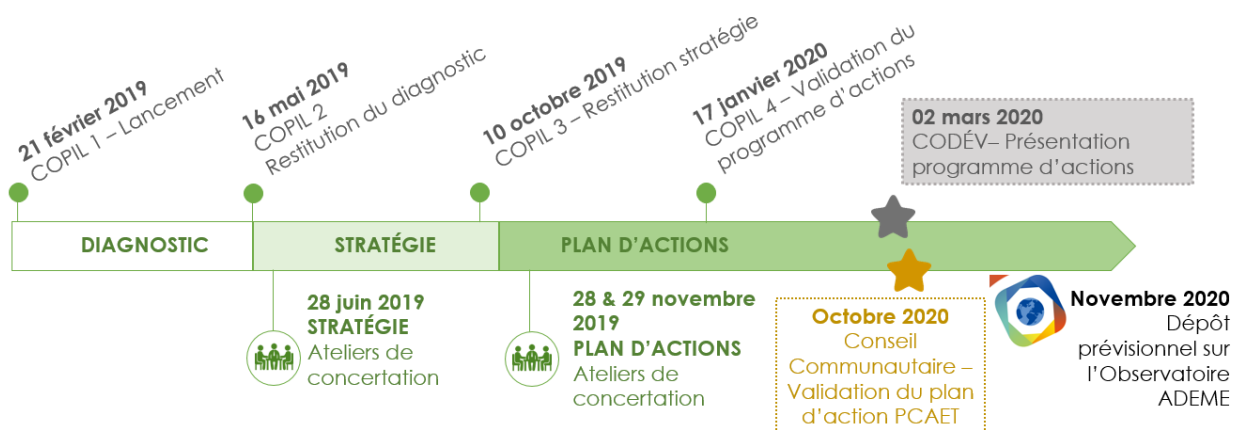 21 février 2019
COPIL 1 – Lancement
16 mai 2019
COPIL 2
Restitution du diagnostic
10 octobre 2019
COPIL 3 – Restitution stratégie
17 janvier 2020
COPIL 4 – Validation du
programme d'actions
02 mars 2020
CODÉV– Présentation
programme d'actions
DIAGNOSTIC
STRATÉGIE
PLAN D'ACTIONS
28 juin 2019
STRATÉGIE
Ateliers de
concertation
28 & 29 novembre
2019
PLAN D'ACTIONS
Ateliers de
concertation
Octobre 2020
Conseil
Communautaire –
Validation du plan
d'action PCAET
Novembre 2020
Dépôt
prévisionnel sur
l'Observatoire
ADEME